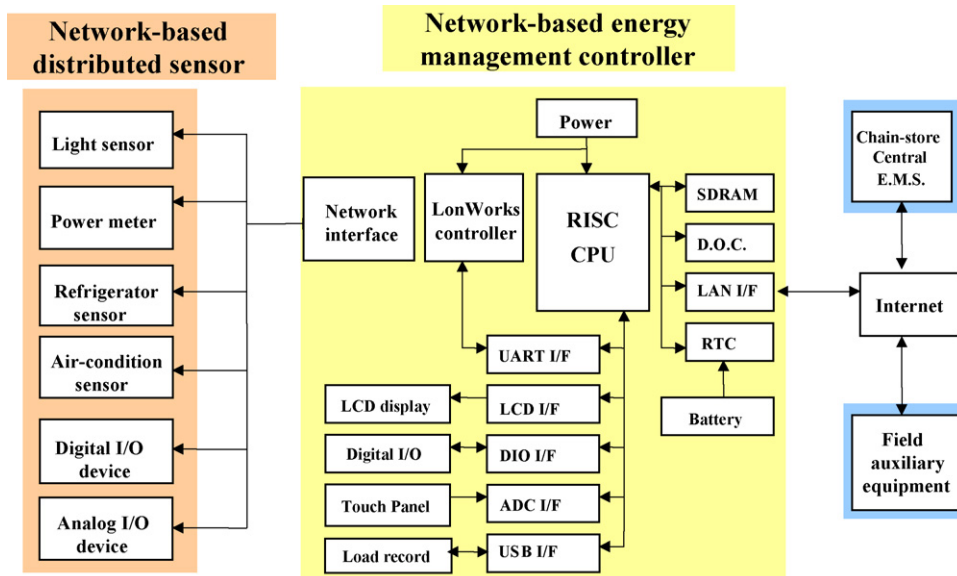 Network-based
distributed sensor
Light sensor
Power meter
Refrigerator
sensor
Air-condition
sensor
Digital I/O
device
Analog I/O
device
Network-based energy
management controller
Power
Network
interface
LonWorks
controller
RISC
CPU
SDRAM
D.O.C.
LAN I/F
RTC
Battery
UART I/F
LCD display
LCD I/F
Digital I/O
DIO I/F
Touch Panel
ADC I/F
Load record
USB I/F
Chain-store
Central
E.M.S.
Internet
Field
auxiliary
equipment